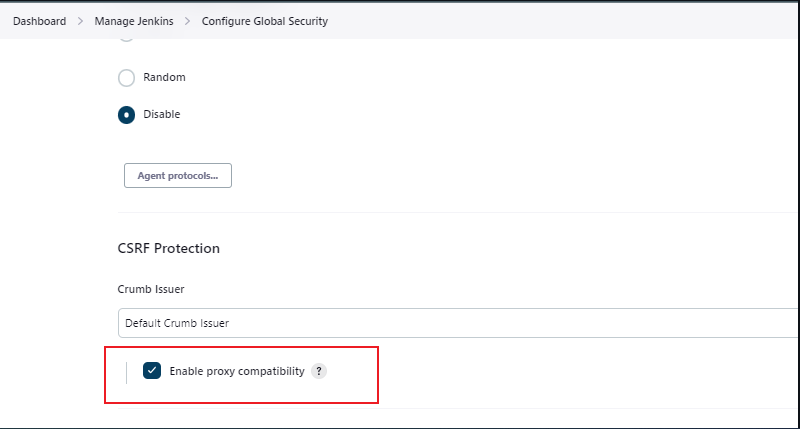 Dashboard > Manage Jenkins > Configure Global Security
Random
Disable
Agent protocols...
CSRF Protection
Crumb Issuer
Default Crumb Issuer
Enable proxy compatibility ?